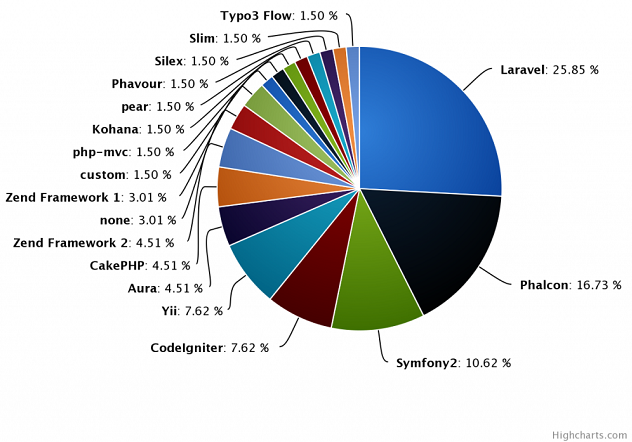 Typo3 Flow: 1.50 %
Slim: 1.50 %
Silex: 1.50 %
Phavour: 1.50 %
pear: 1.50 %
Kohana: 1.50 %
php-mvc: 1.50 %
custom: 1.50 %
Zend Framework 1: 3.01 %
none: 3.01 %
Zend Framework 2: 4.51 %
CakePHP: 4.51 %
Aura: 4.51 %
Yii: 7.62 %
CodeIgniter: 7.62 %
Symfony2: 10.62 %
Phalcon: 16.73 %
Laravel: 25.85 %
Highcharts.com